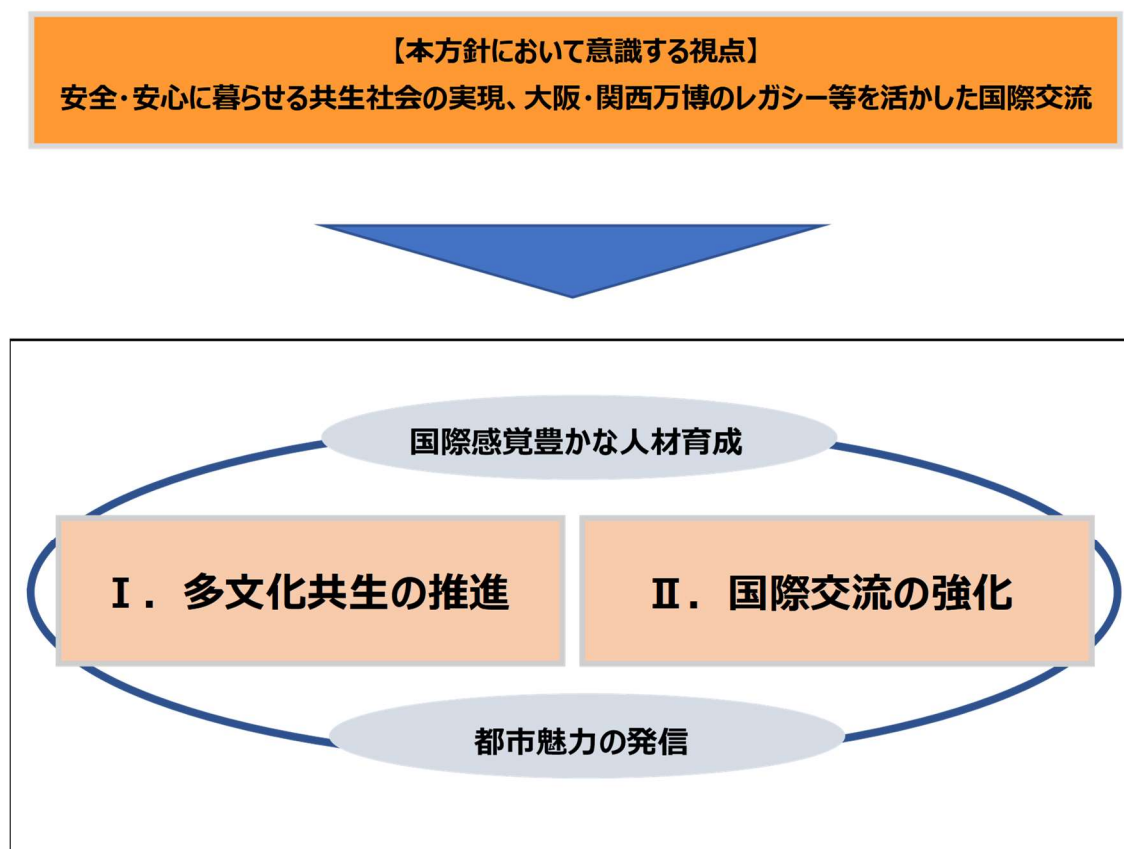 【本方針において意識する視点】
安全・安心に暮らせる共生社会の実現、大阪・関西万博のレガシー等を活かした国際交流
国際感覚豊かな人材育成
Ⅰ．多文化共生の推進
Ⅱ．国際交流の強化
都市魅力の発信